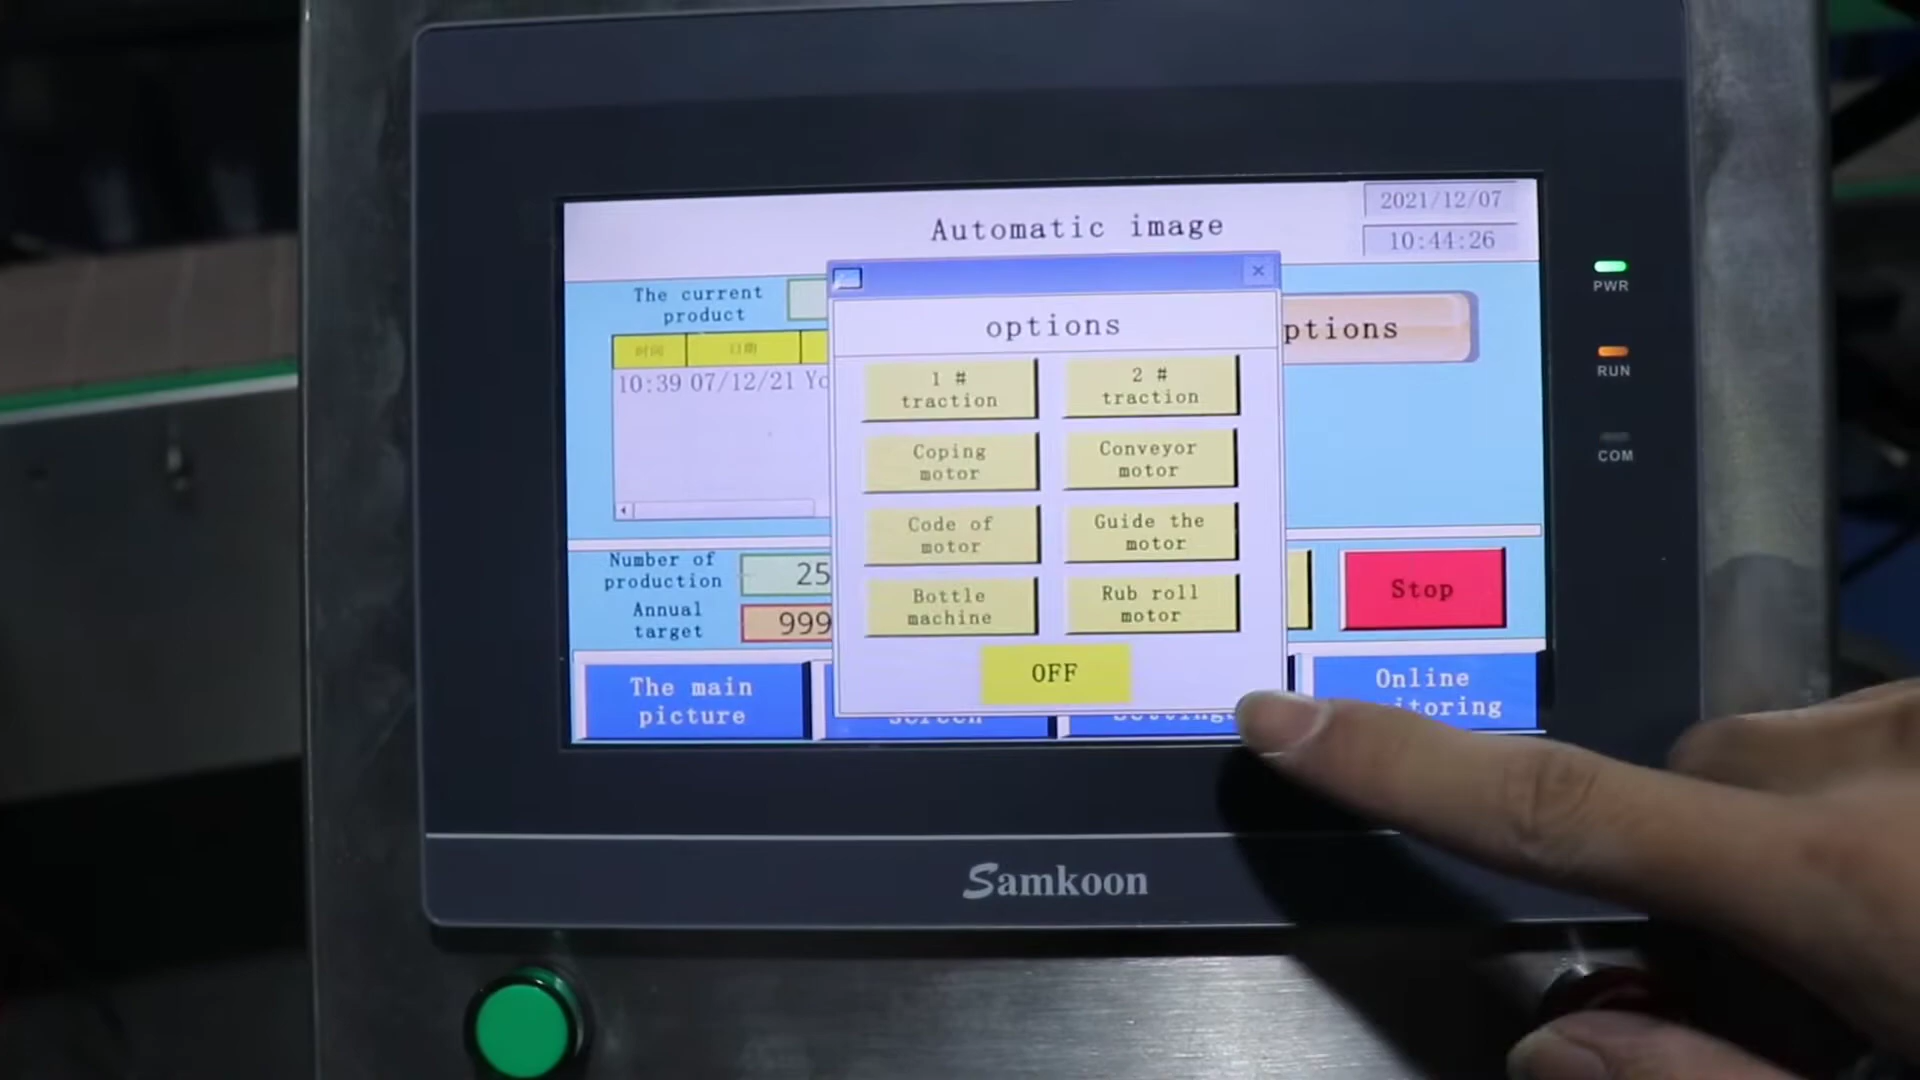 Automatic image
2021/12/07
10:44:26
The current
product
时间
日期
10:39 07/12/21
options
ptions
1 #
traction
2 #
traction
Coping
motor
Conveyor
motor
Code of
motor
Guide the
motor
Bottle
machine
Rub roll
motor
OFF
Number of
production
25
Annual
target
999
Stop
The main
picture
screen
Settings
Online
itoring
PWR
RUN
COM
Samkoon